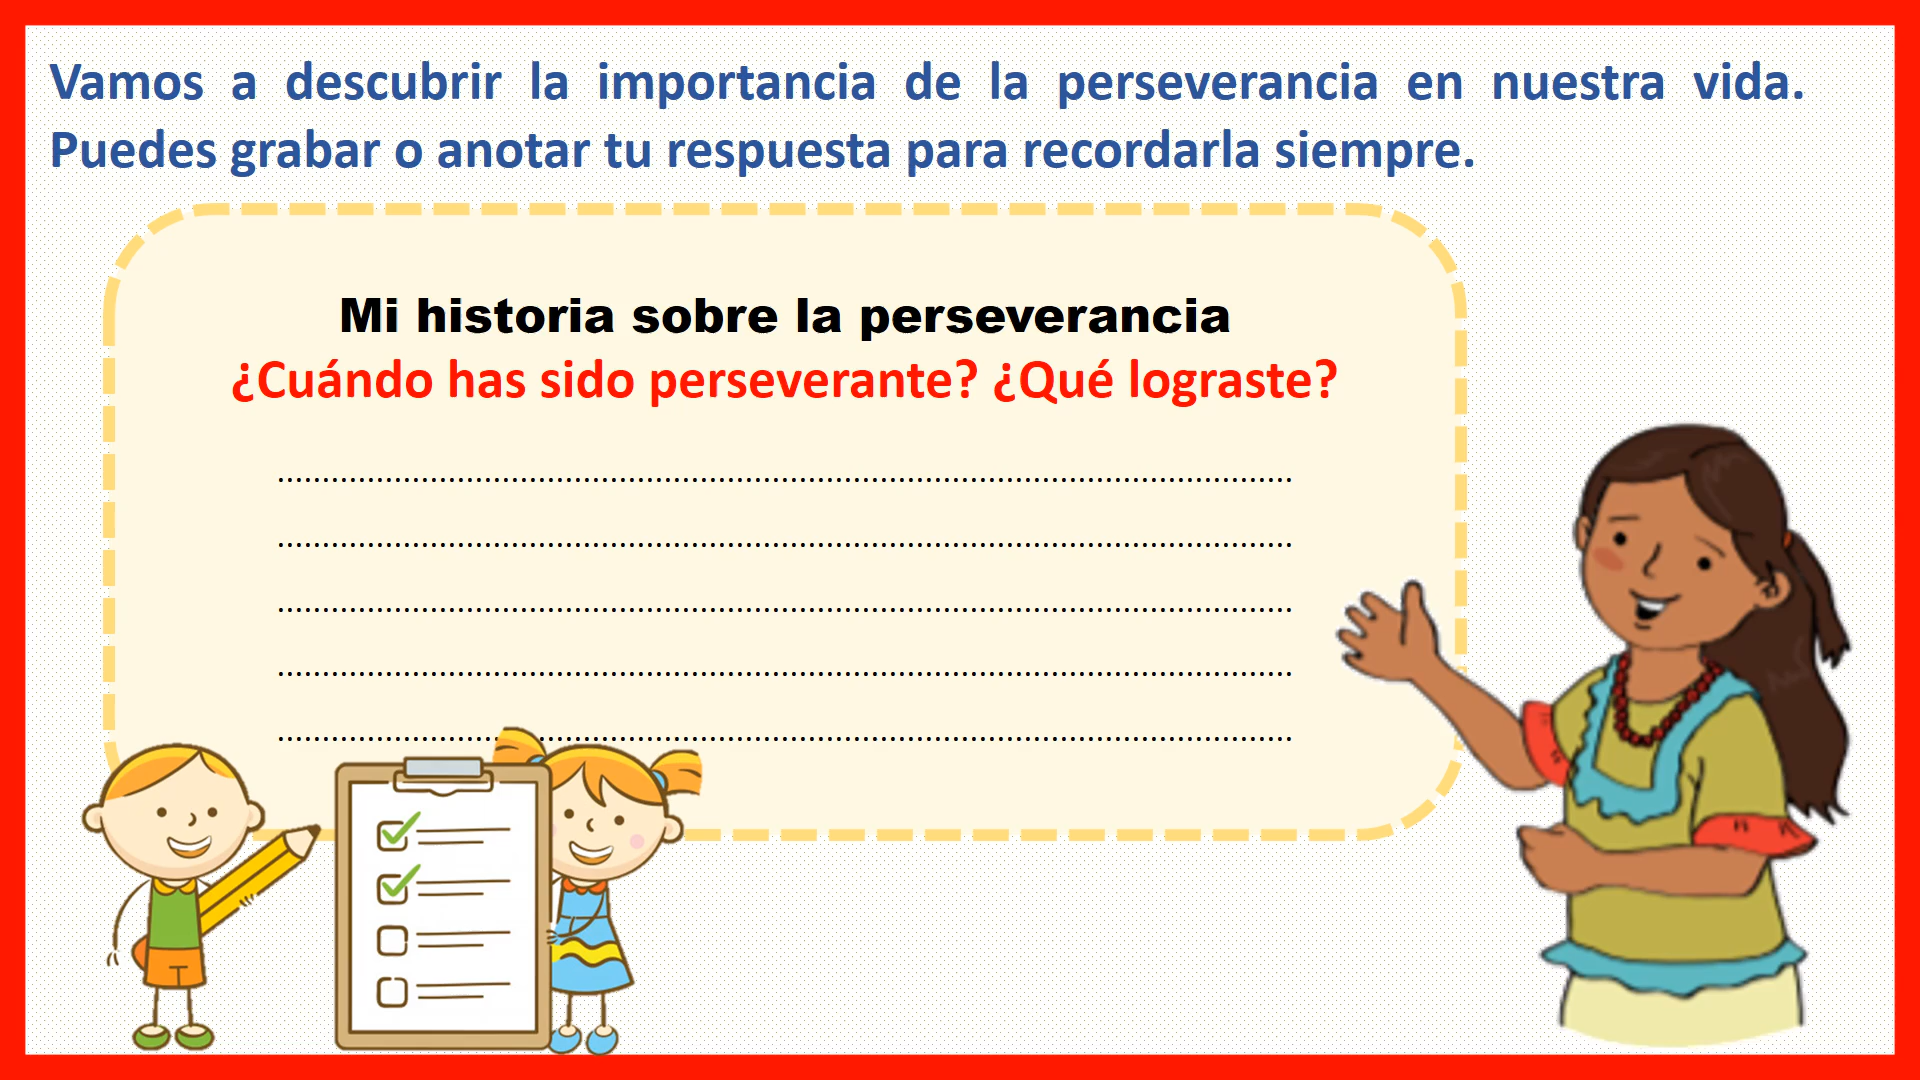 Vamos a descubrir la importancia de la perseverancia en nuestra vida.
Puedes grabar o anotar tu respuesta para recordarla siempre.
Mi historia sobre la perseverancia
¿Cuándo has sido perseverante? ¿Qué lograste?